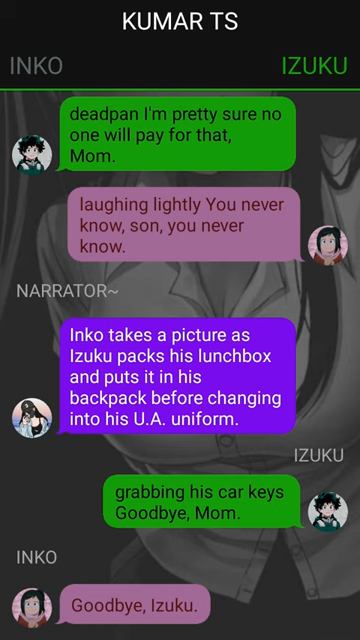 KUMAR TS
INKO
IZUKU
deadpan I'm pretty sure no
one will pay for that,
Mom.
laughing lightly You never
know, son, you never
know.
NARRATOR~
Inko takes a picture as
Izuku packs his lunchbox
and puts it in his
backpack before changing
into his U.A. uniform.
IZUKU
grabbing his car keys
Goodbye, Mom.
INKO
Goodbye, Izuku.